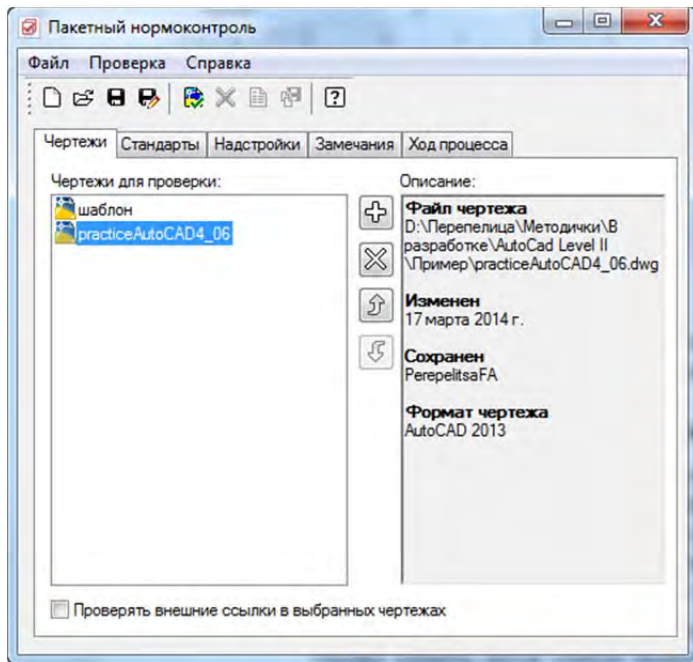 Пакетный нормоконтроль
Файл Проверка Справка
Чертежи Стандарты Надстройки Замечания Ход процесса
Чертежи для проверки:
шаблон
practiceAutoCAD4_06
Описание:
Файл чертежа
D:\Перепелица\Методички\В
разработке\AutoCad Level II
\Пример\practiceAutoCAD4_06.dwg
Изменен
17 марта 2014 г.
Сохранен
PerepelitsaFA
Формат чертежа
AutoCAD 2013
Проверять внешние ссылки в выбранных чертежах